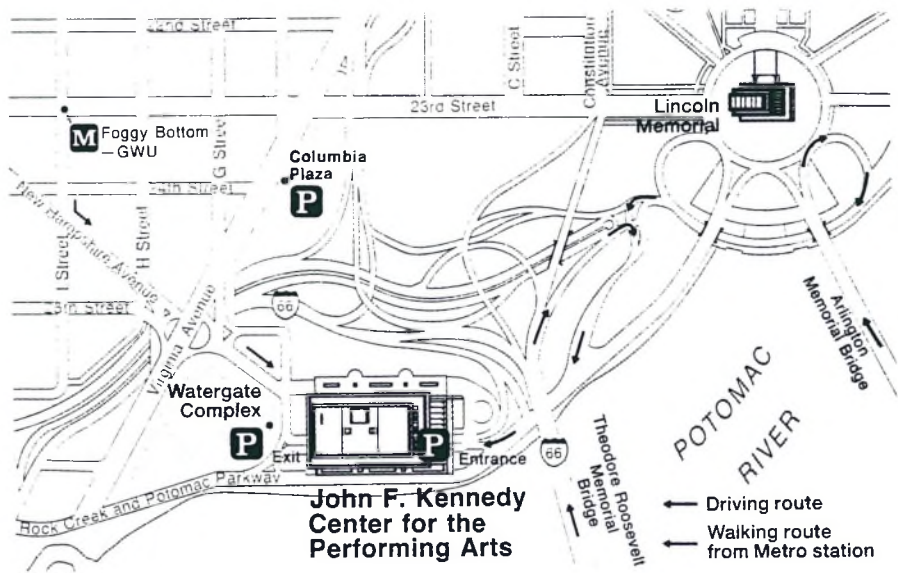 22nd Street
C Street
Constitution
Avenue
23rd Street
Lincoln
Memorial
M
Foggy Bottom
—GWU
G Street
Columbia
Plaza
24th Street
P
New Hampshire Avenue
I Street
H Street
25th Street
66
Virginia Avenue
Arlington
Memorial Bridge
Watergate
Complex
P
Exit
P
Entrance
66
POTOMAC
RIVER
Theodore Roosevelt
Memorial
Bridge
Rock Creek and Potomac Parkway
John F. Kennedy
Center for the
Performing Arts
Driving route
Walking route
from Metro station